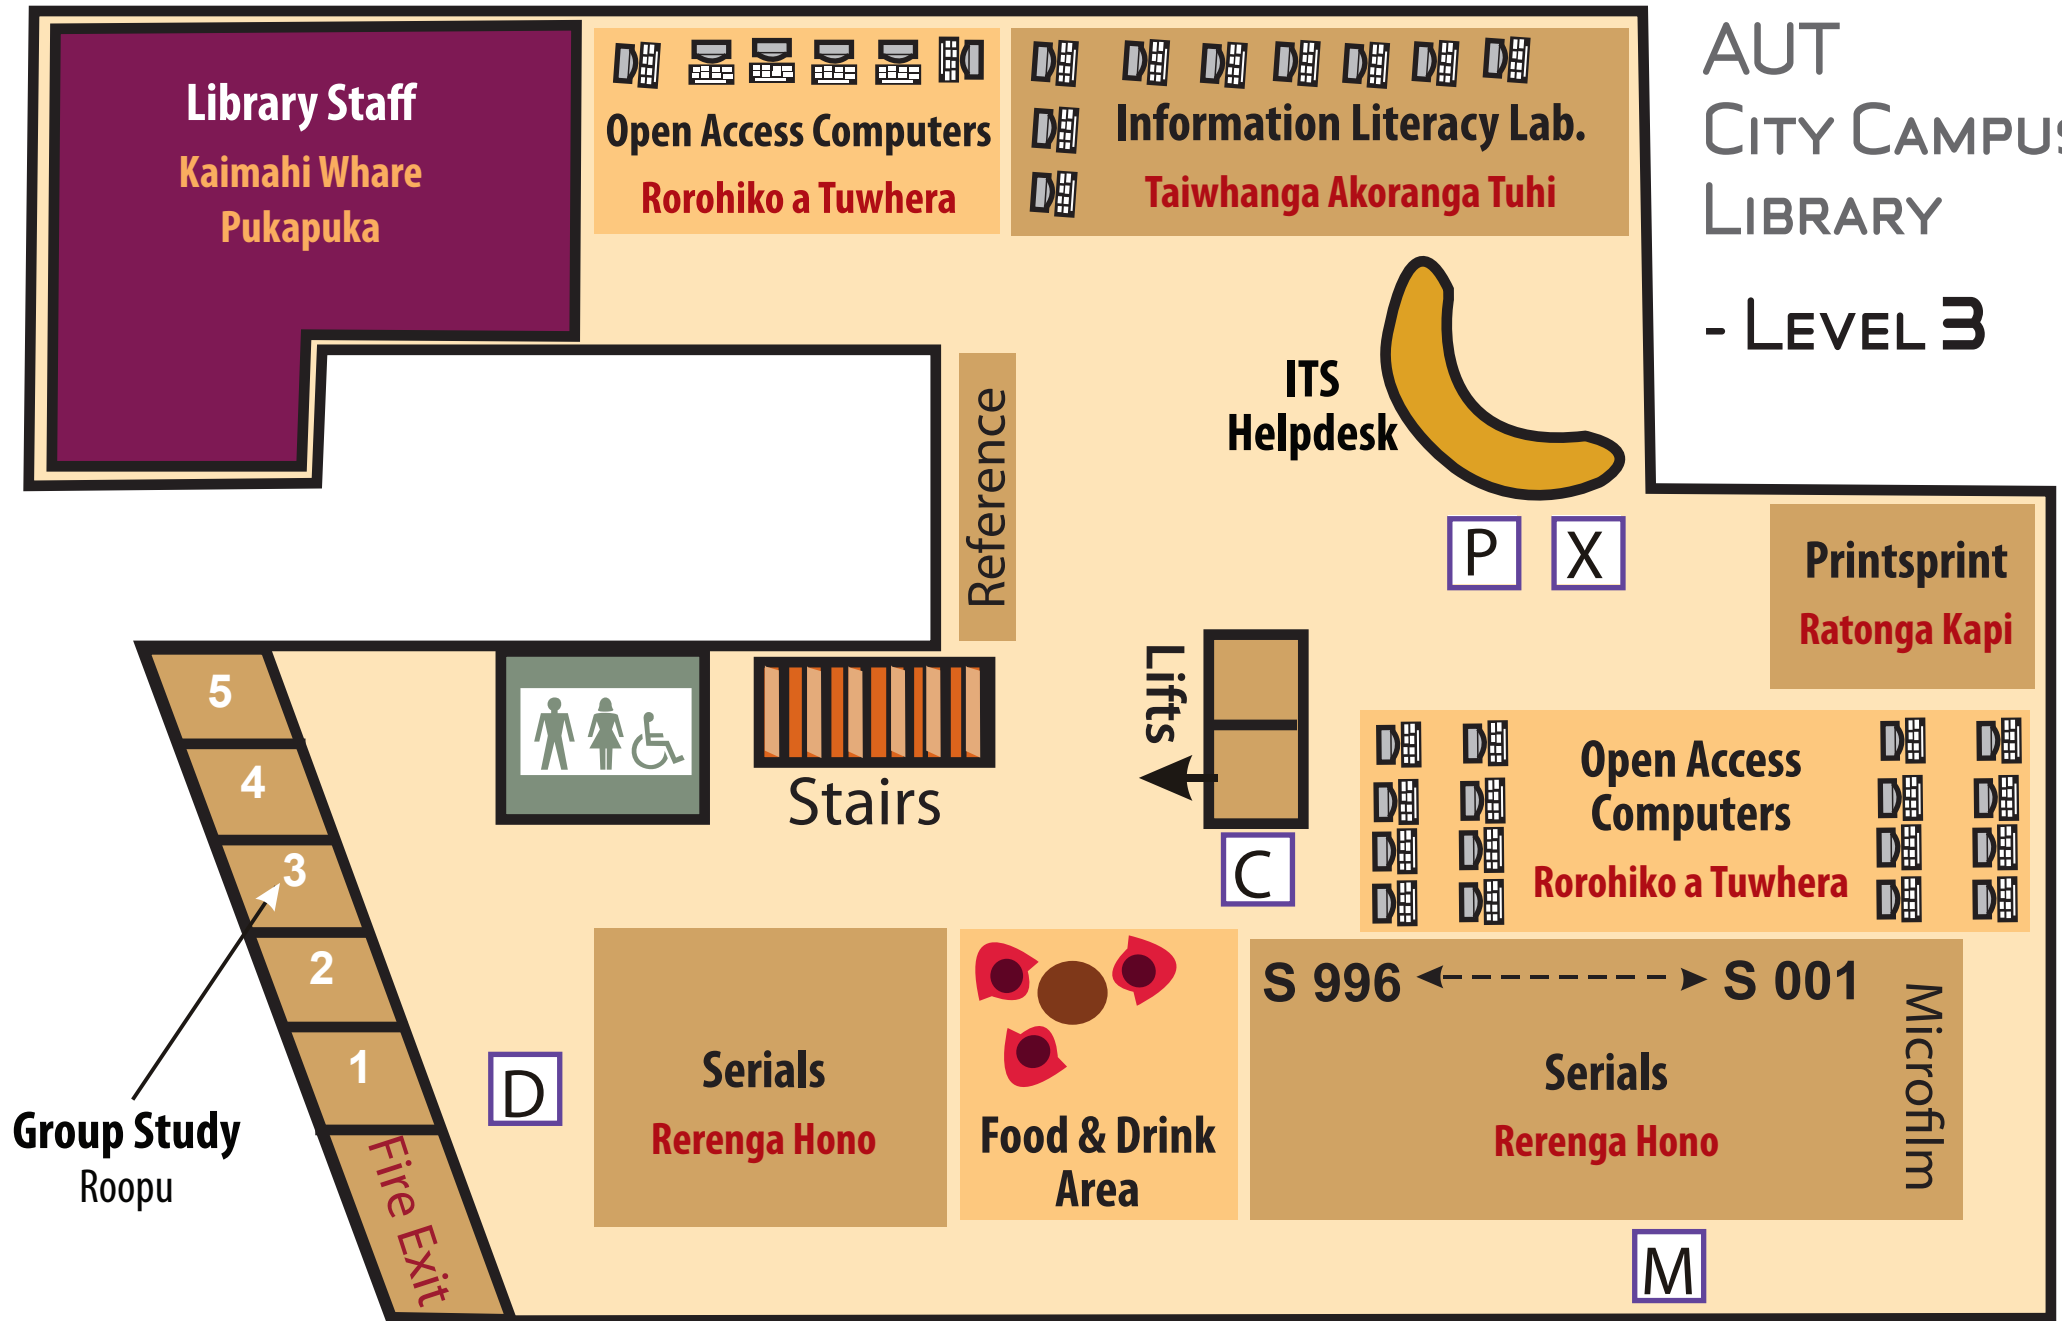 AUT
CITY CAMPUS
LIBRARY
- LEVEL 3
Library Staff
Kaimahi Whare
Pukapuka
Open Access Computers
Rorohiko a Tuwhera
Information Literacy Lab.
Taiwhanga Akoranga Tuhi
Reference
ITS
Helpdesk
P
X
Printsprint
Ratonga Kapi
Lifts
C
Stairs
Open Access
Computers
Rorohiko a Tuwhera
5
4
3
2
1
Group Study
Roopu
Fire Exit
D
Serials
Rerenga Hono
Food & Drink
Area
S 996
S 001
Serials
Rerenga Hono
Microfilm
M